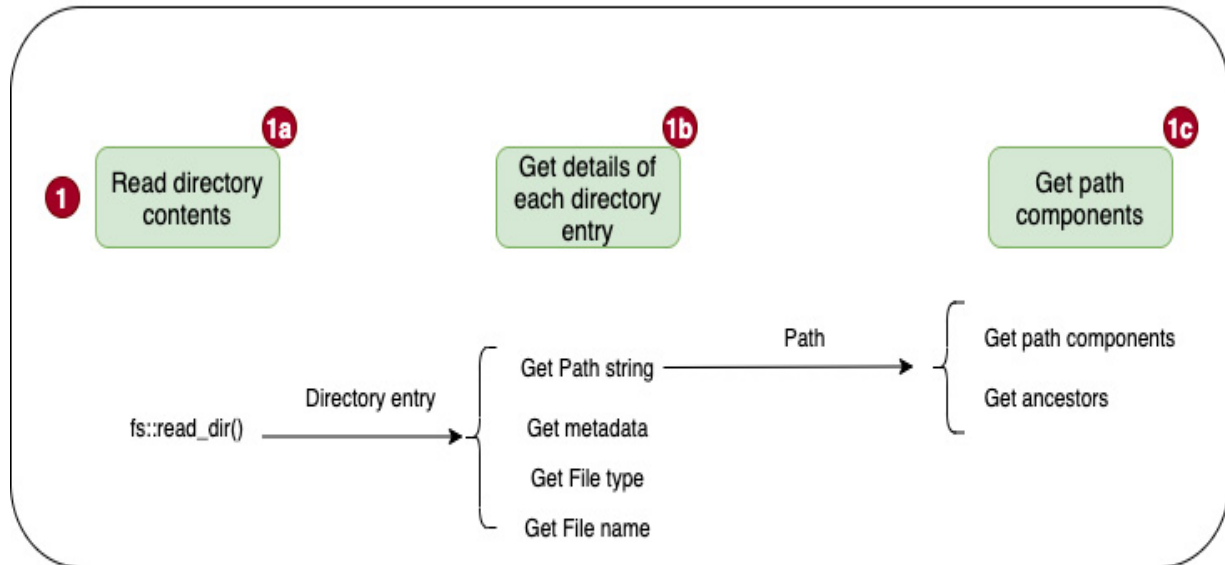 1
1a
Read directory
contents
1b
Get details of
each directory
entry
1c
Get path
components
fs::read_dir()
Directory entry
Get Path string
Get metadata
Get File type
Get File name
Path
Get path components
Get ancestors